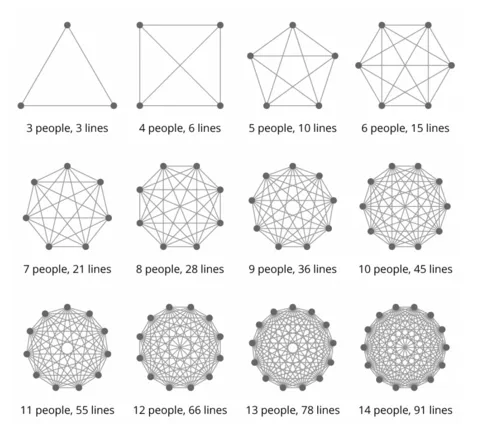 3 people, 3 lines
4 people, 6 lines
5 people, 10 lines
6 people, 15 lines
7 people, 21 lines
8 people, 28 lines
9 people, 36 lines
10 people, 45 lines
11 people, 55 lines
12 people, 66 lines
13 people, 78 lines
14 people, 91 lines